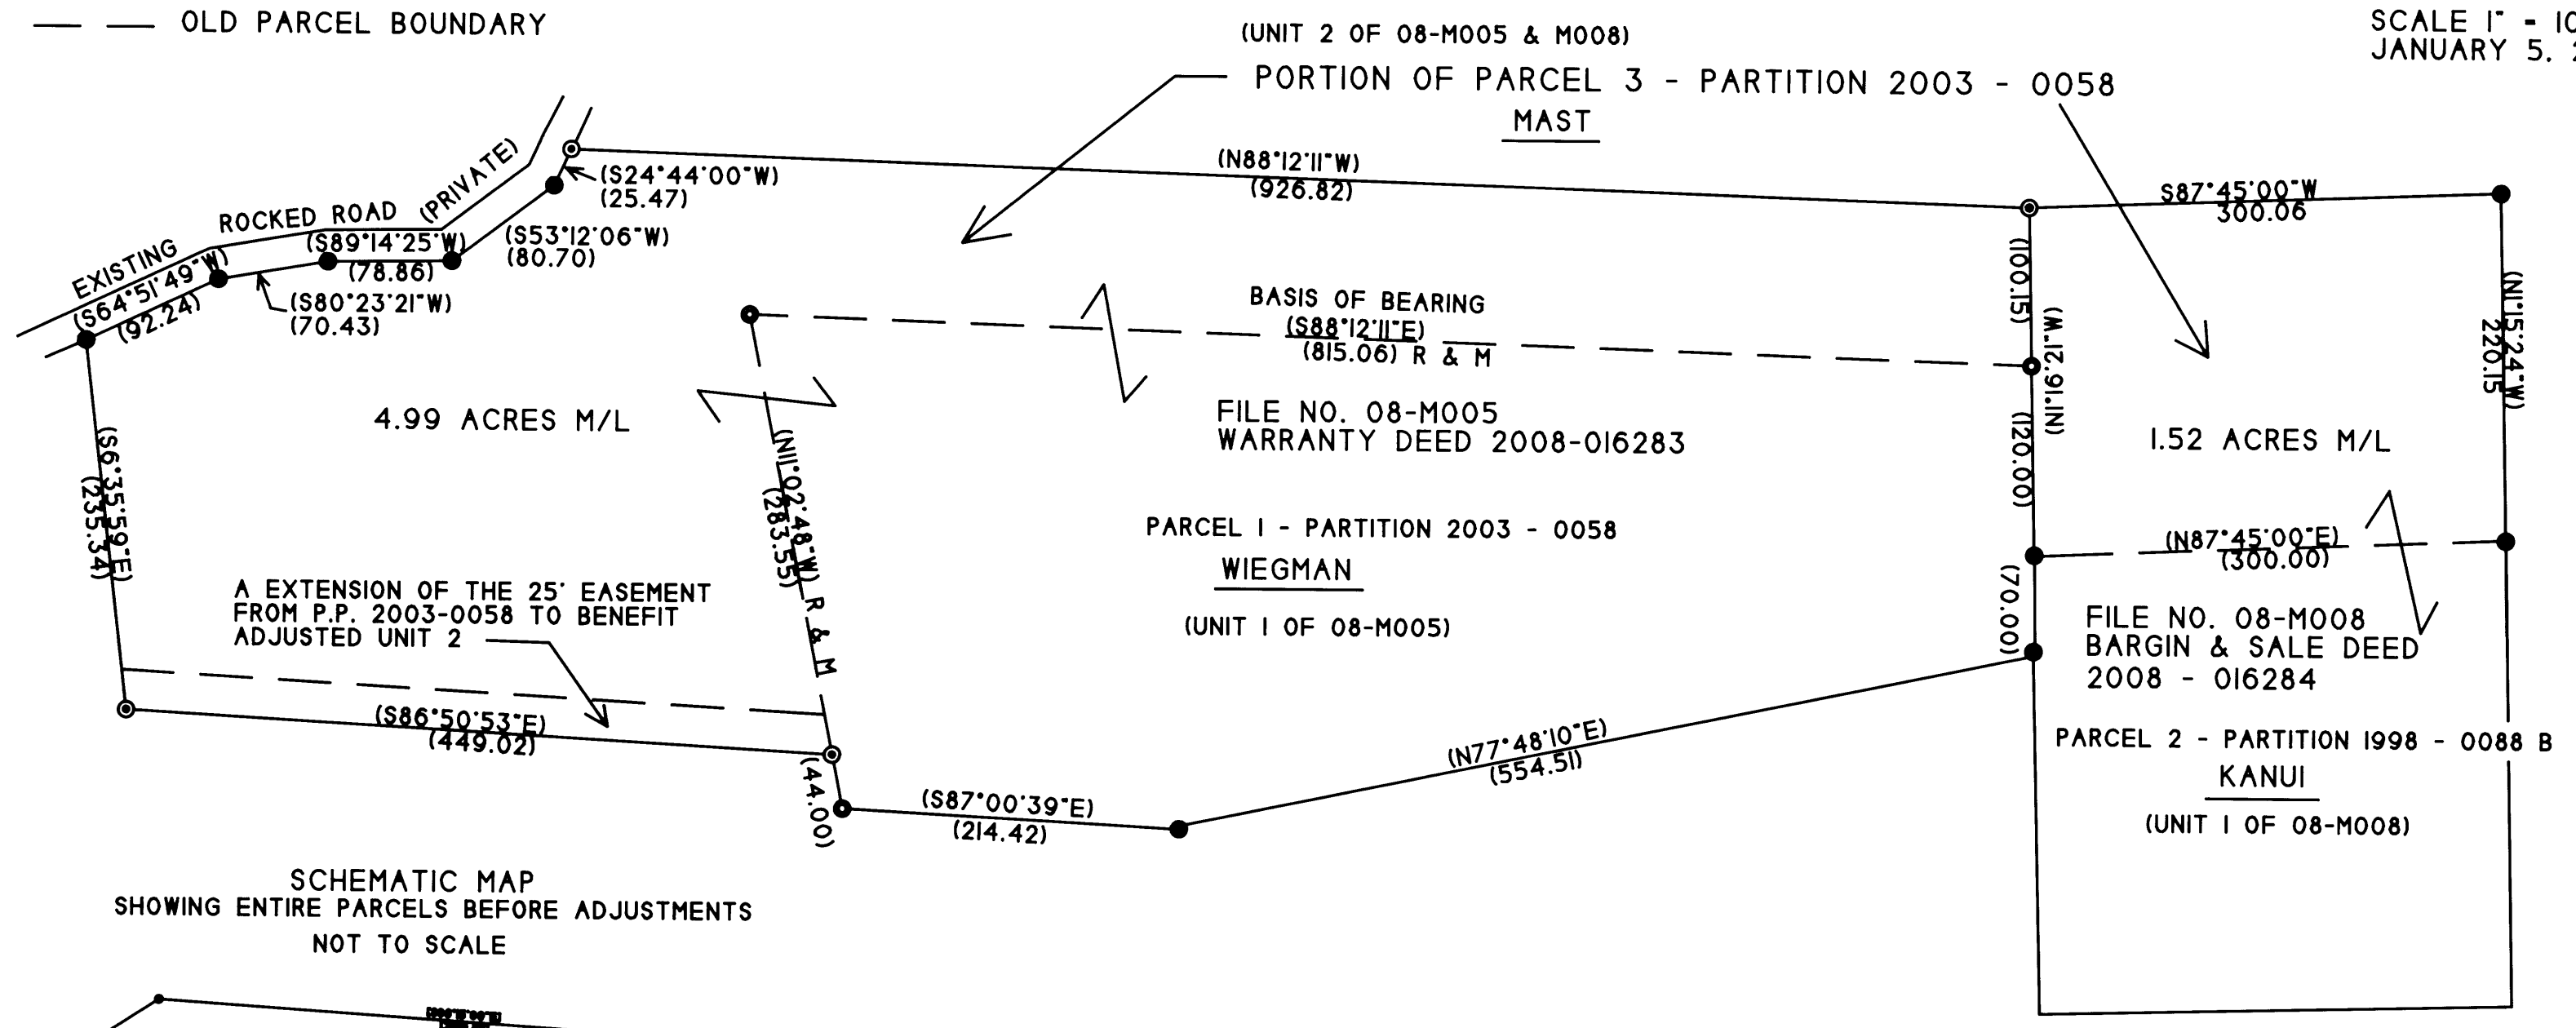 OLD PARCEL BOUNDARY
(UNIT 2 OF 08-M005 & M008)
PORTION OF PARCEL 3 - PARTITION 2003 - 0058
MAST
SCALE 1" - 10
JANUARY 5, 2
EXISTING ROCKED ROAD (PRIVATE)
(S24°44'00"W)
(25.47)
(N88°12'11"W)
(926.82)
S87°45'00"W
300.06
(S53°12'06"W)
(80.70)
(S89°14'25"W)
(78.86)
(S64°51'49"W)
(92.24)
(S80°23'21"W)
(70.43)
BASIS OF BEARING
(S88°12'11"E)
(815.06) R & M
(100.15)
(N1°16'21"W)
(120.00)
(70.00)
(N1°15'24"W)
220.15
4.99 ACRES M/L
FILE NO. 08-M005
WARRANTY DEED 2008-016283
1.52 ACRES M/L
(S6°35'59"E)
(235.34)
(N11°02'48"W) R & M
(283.55)
PARCEL 1 - PARTITION 2003 - 0058
WIEGMAN
(UNIT 1 OF 08-M005)
(N87°45'00"E)
(300.00)
A EXTENSION OF THE 25' EASEMENT
FROM P.P. 2003-0058 TO BENEFIT
ADJUSTED UNIT 2
FILE NO. 08-M008
BARGIN & SALE DEED
2008 - 016284
(S86°50'53"E)
(449.02)
(44.00)
(S87°00'39"E)
(214.42)
(N77°48'10"E)
(554.51)
PARCEL 2 - PARTITION 1998 - 0088 B
KANUI
(UNIT 1 OF 08-M008)
SCHEMATIC MAP
SHOWING ENTIRE PARCELS BEFORE ADJUSTMENTS
NOT TO SCALE